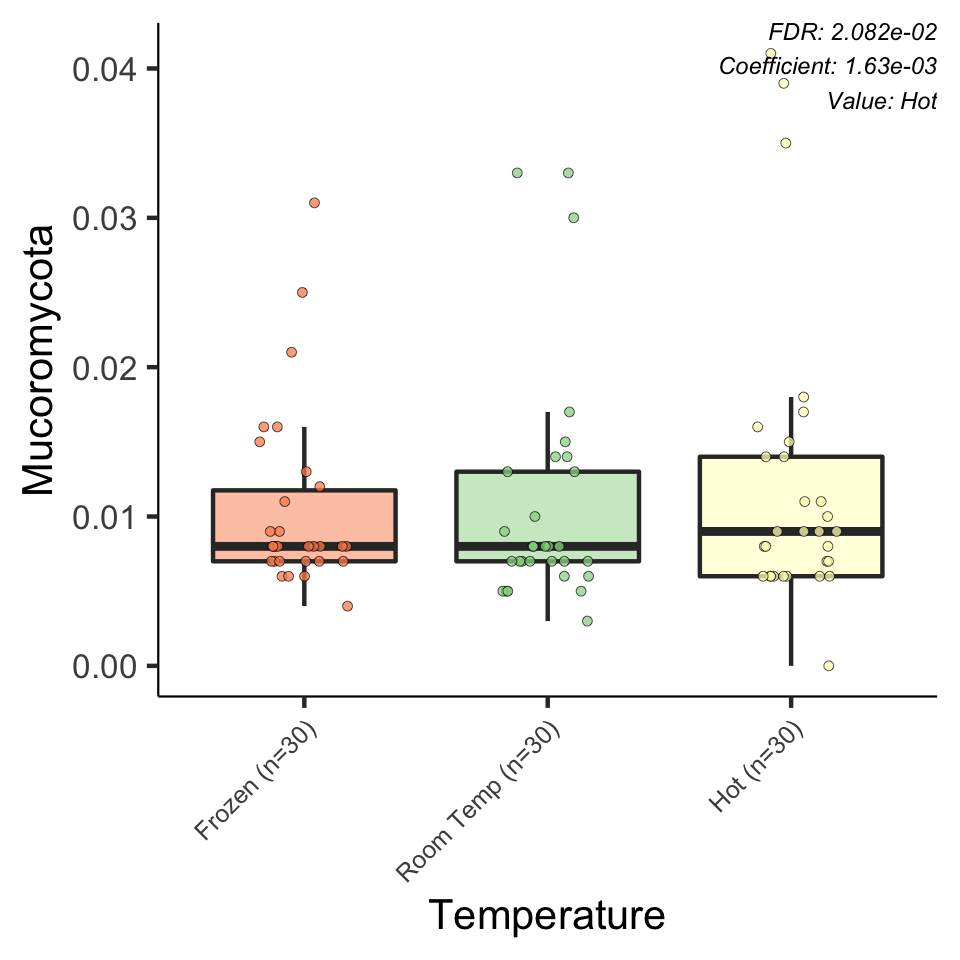 FDR: 2.082e-02
Coefficient: 1.63e-03
Value: Hot
Mucoromycota
0.04
0.03
0.02
0.01
0.00
Frozen (n=30)
Room Temp (n=30)
Hot (n=30)
Temperature